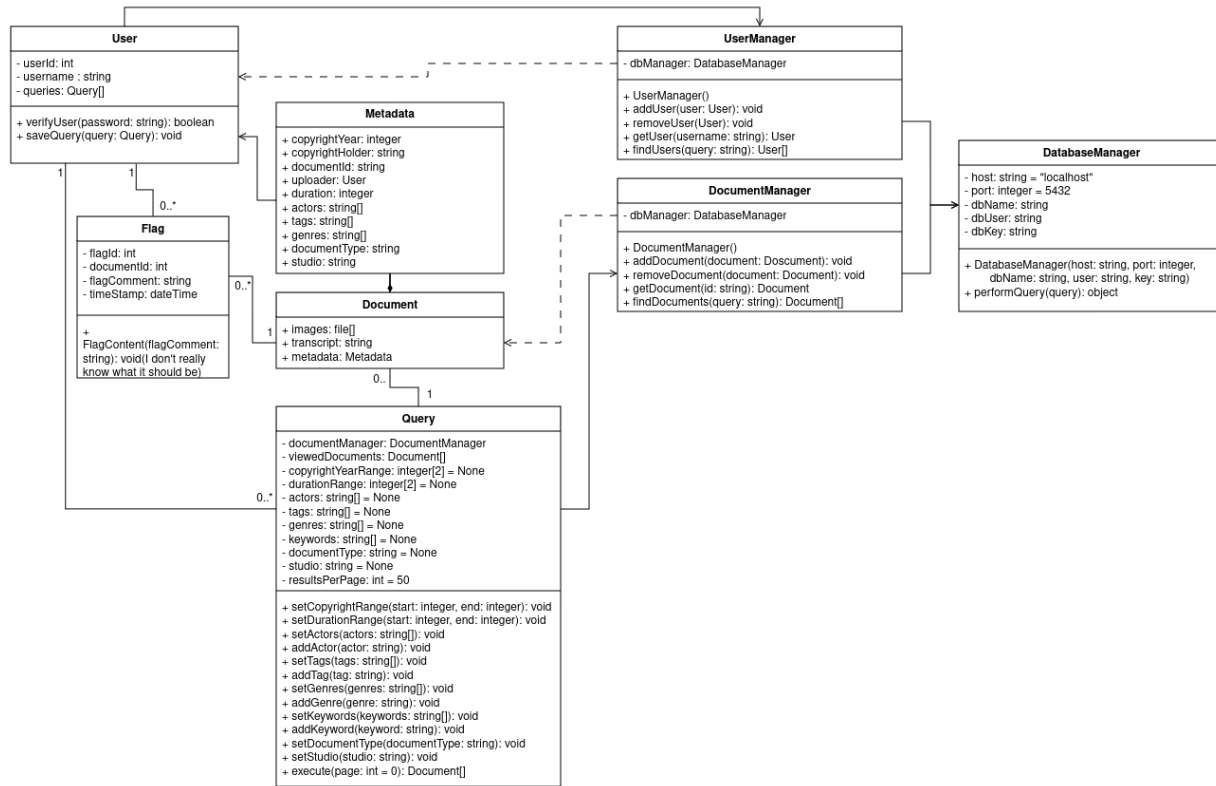 User
- userId: int
- username : string
- queries: Query[]
+ verifyUser(password: string): boolean
+ saveQuery(query: Query): void
1
1
0..*
Flag
- flagId: int
- documentId: int
- flagComment: string
- timeStamp: dateTime
+
FlagContent(flagComment:
string): void(I don't really
know what it should be)
0..*
1
Metadata
+ copyrightYear: integer
+ copyrightHolder: string
+ documentId: string
+ uploader: User
+ duration: integer
+ actors: string[]
+ tags: string[]
+ genres: string[]
+ documentType: string
+ studio: string
Document
+ images: file[]
+ transcript: string
+ metadata: Metadata
0..
1
Query
- documentManager: DocumentManager
- viewedDocuments: Document[]
- copyrightYearRange: integer[2] = None
- durationRange: integer[2] = None
- actors: string[] = None
- tags: string[] = None
- genres: string[] = None
- keywords: string[] = None
- documentType: string = None
- studio: string = None
- resultsPerPage: int = 50
0..*
+ setCopyrightRange(start: integer, end: integer): void
+ setDurationRange(start: integer, end: integer): void
+ setActors(actors: string[]): void
+ addActor(actor: string): void
+ setTags(tags: string[]): void
+ addTag(tag: string): void
+ setGenres(genres: string[]): void
+ addGenre(genre: string): void
+ setKeywords(keywords: string[]): void
+ addKeyword(keyword: string): void
+ setDocumentType(documentType: string): void
+ setStudio(studio: string): void
+ execute(page: int = 0): Document[]
UserManager
- dbManager: DatabaseManager
+ UserManager()
+ addUser(user: User): void
+ removeUser(User): void
+ getUser(username: string): User
+ findUsers(query: string): User[]
DocumentManager
- dbManager: DatabaseManager
+ DocumentManager()
+ addDocument(document: Doscument): void
+ removeDocument(document: Document): void
+ getDocument(id: string): Document
+ findDocuments(query: string): Document[]
DatabaseManager
- host: string = "localhost"
- port: integer = 5432
- dbName: string
- dbUser: string
- dbKey: string
+ DatabaseManager(host: string, port: integer,
dbName: string, user: string, key: string)
+ performQuery(query): object